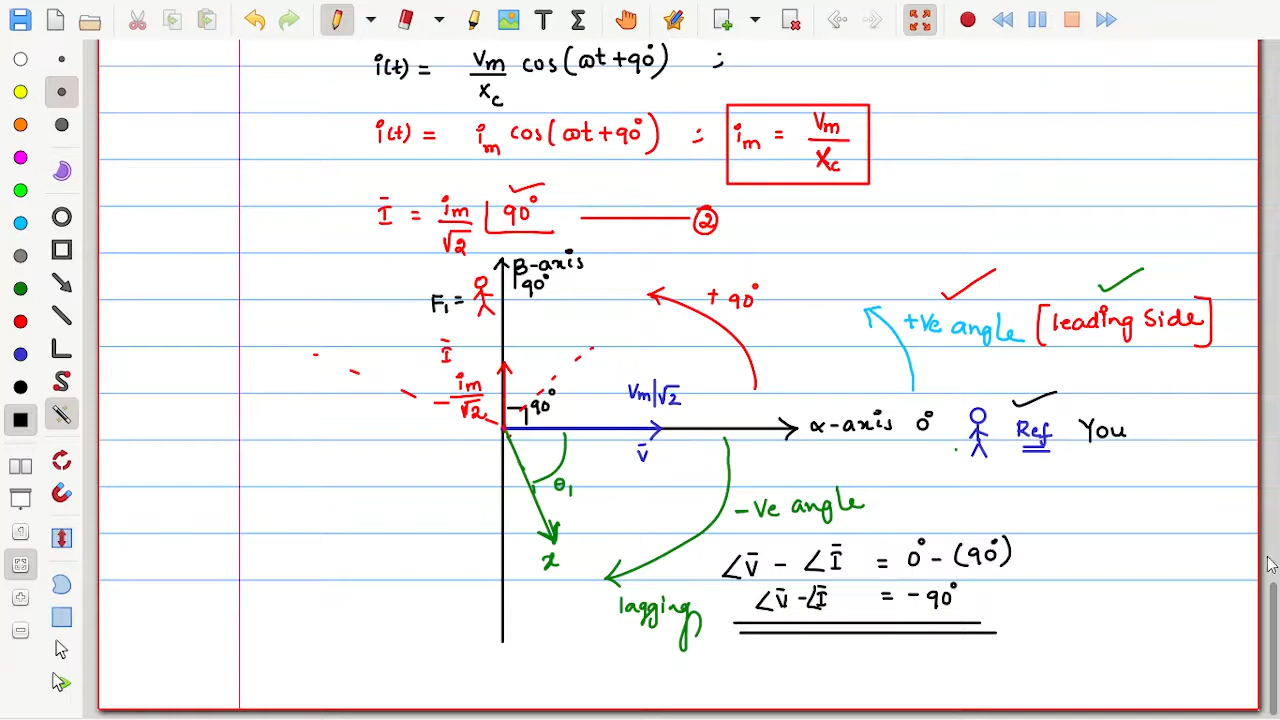 i(t) = Vm/Xc cos(ωt+90°) ;
i(t) = im cos(ωt+90°) ; im = Vm/Xc
Ī = im/√2 ∠90° ——— ②
β-axis
90°
F₁ =
+90°
+ve angle [leading side]
Ī
im/√2
90°
Vm/√2
α-axis 0° Ref You
V̄
θ₁
-ve angle
x
∠V̄ - ∠Ī = 0° - (90°)
∠V̄ - ∠Ī = -90°
lagging